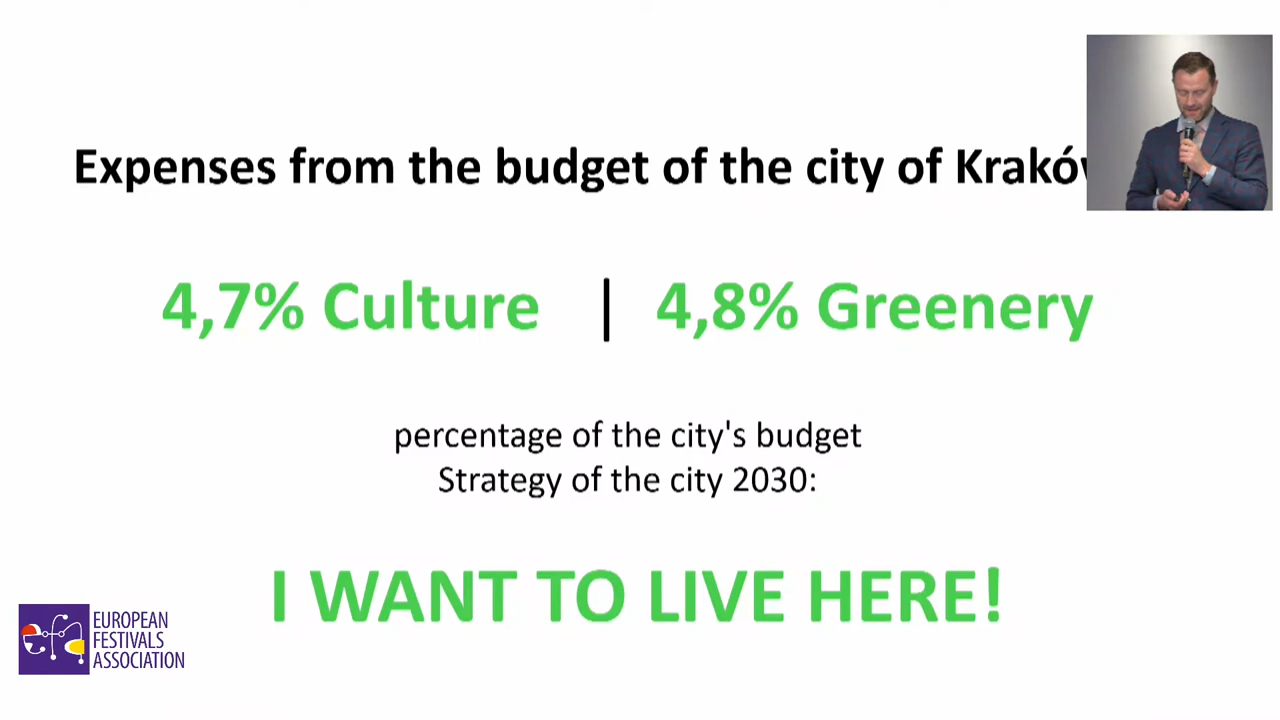 Expenses from the budget of the city of Kraków
4,7% Culture | 4,8% Greenery
percentage of the city's budget
Strategy of the city 2030:
I WANT TO LIVE HERE!
EUROPEAN
FESTIVALS
ASSOCIATION